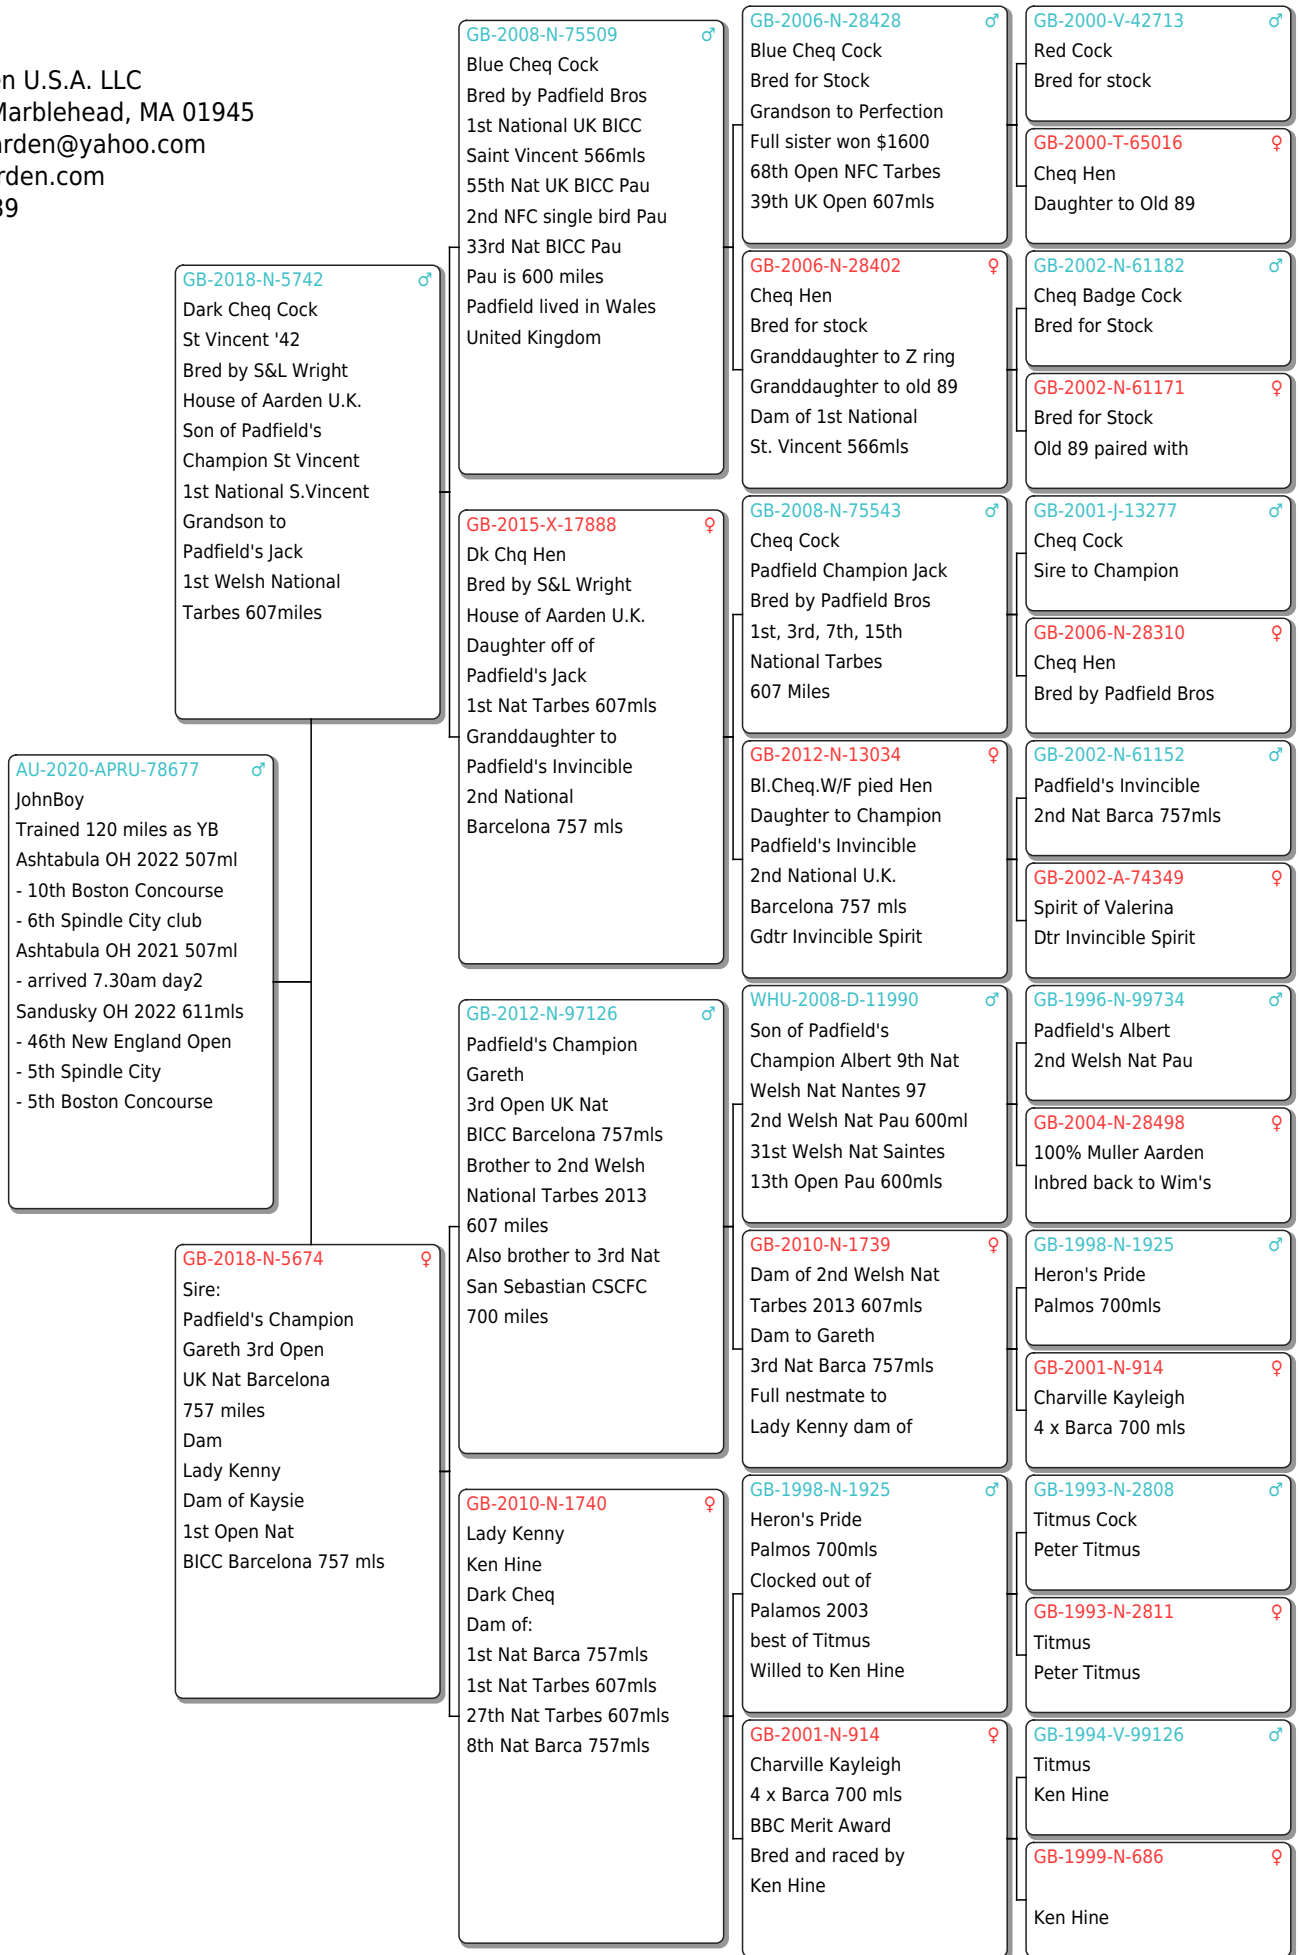 U.S.A. LLC
Marblehead, MA 01945
GB-2018-N-5742 ♂
Dark Cheq Cock
St Vincent '42
Bred by S&L Wright
House of Aarden U.K.
Son of Padfield's
Champion St Vincent
1st National S.Vincent
Grandson to
Padfield's Jack
1st Welsh National
Tarbes 607miles
AU-2020-APRU-78677 ♂
JohnBoy
Trained 120 miles as YB
Ashtabula OH 2022 507ml
- 10th Boston Concourse
- 6th Spindle City club
Ashtabula OH 2021 507ml
- arrived 7.30am day2
Sandusky OH 2022 611mls
- 46th New England Open
- 5th Spindle City
- 5th Boston Concourse
GB-2018-N-5674 ♀
Sire:
Padfield's Champion
Gareth 3rd Open
UK Nat Barcelona
757 miles
Dam
Lady Kenny
Dam of Kaysie
1st Open Nat
BICC Barcelona 757 mls
GB-2008-N-75509 ♂
Blue Cheq Cock
Bred by Padfield Bros
1st National UK BICC
Saint Vincent 566mls
55th Nat UK BICC Pau
2nd NFC single bird Pau
33rd Nat BICC Pau
Pau is 600 miles
Padfield lived in Wales
United Kingdom
GB-2015-X-17888 ♀
Dk Chq Hen
Bred by S&L Wright
House of Aarden U.K.
Daughter off of
Padfield's Jack
1st Nat Tarbes 607mls
Granddaughter to
Padfield's Invincible
2nd National
Barcelona 757 mls
GB-2012-N-97126 ♂
Padfield's Champion
Gareth
3rd Open UK Nat
BICC Barcelona 757mls
Brother to 2nd Welsh
National Tarbes 2013
607 miles
Also brother to 3rd Nat
San Sebastian CSCFC
700 miles
GB-2010-N-1740 ♀
Lady Kenny
Ken Hine
Dark Cheq
Dam of:
1st Nat Barca 757mls
1st Nat Tarbes 607mls
27th Nat Tarbes 607mls
8th Nat Barca 757mls
GB-2006-N-28428 ♂
Blue Cheq Cock
Bred for Stock
Grandson to Perfection
Full sister won $1600
68th Open NFC Tarbes
39th UK Open 607mls
GB-2006-N-28402 ♀
Cheq Hen
Bred for stock
Granddaughter to Z ring
Granddaughter to old 89
Dam of 1st National
St. Vincent 566mls
GB-2008-N-75543 ♂
Cheq Cock
Padfield Champion Jack
Bred by Padfield Bros
1st, 3rd, 7th, 15th
National Tarbes
607 Miles
GB-2012-N-13034 ♀
Bl.Cheq.W/F pied Hen
Daughter to Champion
Padfield's Invincible
2nd National U.K.
Barcelona 757 mls
Gdtr Invincible Spirit
WHU-2008-D-11990 ♂
Son of Padfield's
Champion Albert 9th Nat
Welsh Nat Nantes 97
2nd Welsh Nat Pau 600ml
31st Welsh Nat Saintes
13th Open Pau 600mls
GB-2010-N-1739 ♀
Dam of 2nd Welsh Nat
Tarbes 2013 607mls
Dam to Gareth
3rd Nat Barca 757mls
Full nestmate to
Lady Kenny dam of
GB-1998-N-1925 ♂
Heron's Pride
Palmos 700mls
Clocked out of
Palamos 2003
best of Titmus
Willed to Ken Hine
GB-2001-N-914 ♀
Charville Kayleigh
4 x Barca 700 mls
BBC Merit Award
Bred and raced by
Ken Hine
GB-2000-V-42713 ♂
Red Cock
Bred for stock
GB-2000-T-65016 ♀
Cheq Hen
Daughter to Old 89
GB-2002-N-61182 ♂
Cheq Badge Cock
Bred for Stock
GB-2002-N-61171 ♀
Bred for Stock
Old 89 paired with
GB-2001-J-13277 ♂
Cheq Cock
Sire to Champion
GB-2006-N-28310 ♀
Cheq Hen
Bred by Padfield Bros
GB-2002-N-61152 ♂
Padfield's Invincible
2nd Nat Barca 757mls
GB-2002-A-74349 ♀
Spirit of Valerina
Dtr Invincible Spirit
GB-1996-N-99734 ♂
Padfield's Albert
2nd Welsh Nat Pau
GB-2004-N-28498 ♀
100% Muller Aarden
Inbred back to Wim's
GB-1998-N-1925 ♂
Heron's Pride
Palmos 700mls
GB-2001-N-914 ♀
Charville Kayleigh
4 x Barca 700 mls
GB-1993-N-2808 ♂
Titmus Cock
Peter Titmus
GB-1993-N-2811 ♀
Titmus
Peter Titmus
GB-1994-V-99126 ♂
Titmus
Ken Hine
GB-1999-N-686 ♀
Ken Hine